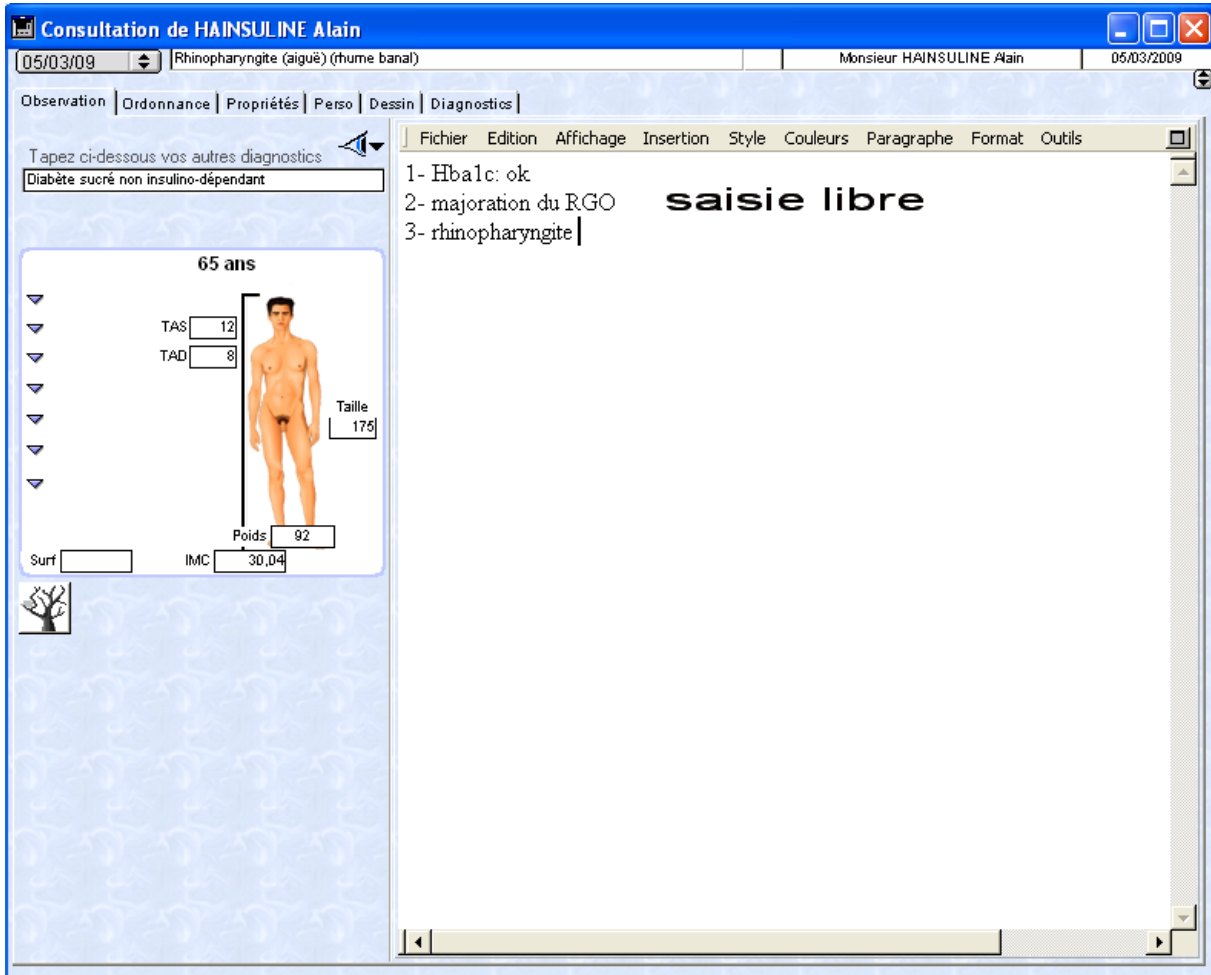 Consultation de HAINSULINE Alain
05/03/09 Rhinopharyngite (aiguë) (rhume banal) Monsieur HAINSULINE Alain 05/03/2009
Observation Ordonnance Propriétés Perso Dessin Diagnostics
Tapez ci-dessous vos autres diagnostics
Diabète sucré non insulino-dépendant
65 ans
TAS 12
TAD 8
Taille
175
Poids 92
Surf IMC 30,04
Fichier Edition Affichage Insertion Style Couleurs Paragraphe Format Outils
1- Hba1c: ok
2- majoration du RGO saisie libre
3- rhinopharyngite